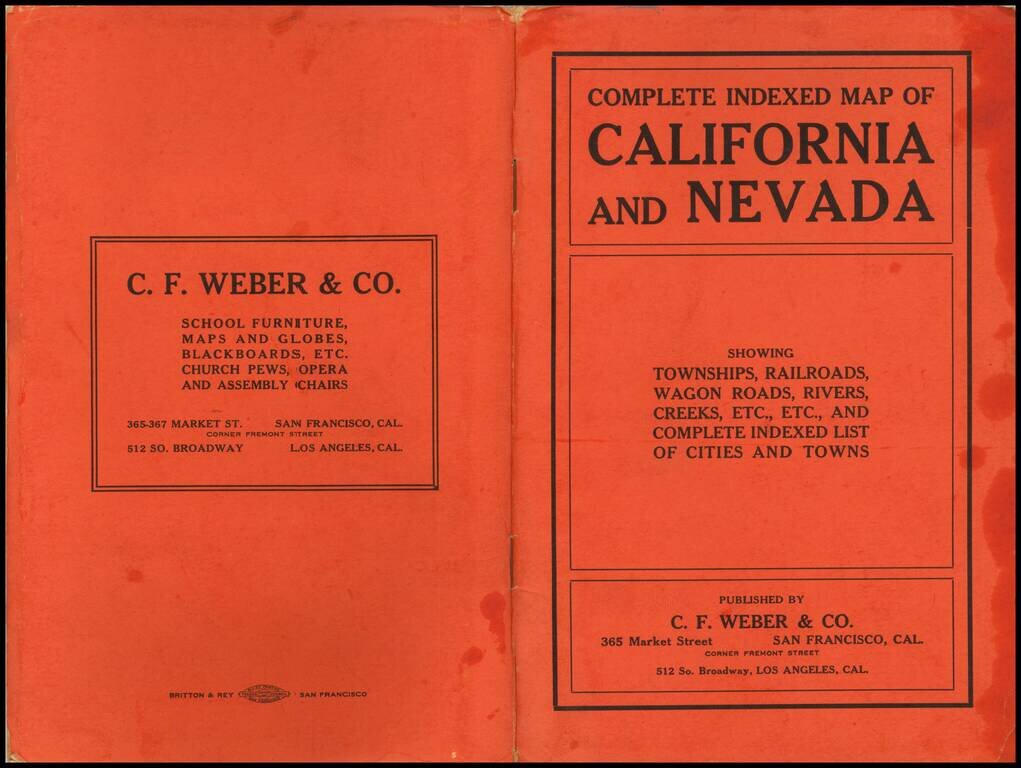 C. F. WEBER & CO.
SCHOOL FURNITURE,
MAPS AND GLOBES,
BLACKBOARDS, ETC.
CHURCH PEWS, OPERA
AND ASSEMBLY CHAIRS
365-367 MARKET ST. SAN FRANCISCO, CAL.
CORNER FREMONT STREET
512 SO. BROADWAY LOS ANGELES, CAL.
BRITTON & REY SAN FRANCISCO
COMPLETE INDEXED MAP OF
CALIFORNIA
AND NEVADA
SHOWING
TOWNSHIPS, RAILROADS,
WAGON ROADS, RIVERS,
CREEKS, ETC., ETC., AND
COMPLETE INDEXED LIST
OF CITIES AND TOWNS
PUBLISHED BY
C. F. WEBER & CO.
365 Market Street SAN FRANCISCO, CAL.
CORNER FREMONT STREET
512 So. Broadway, LOS ANGELES, CAL.